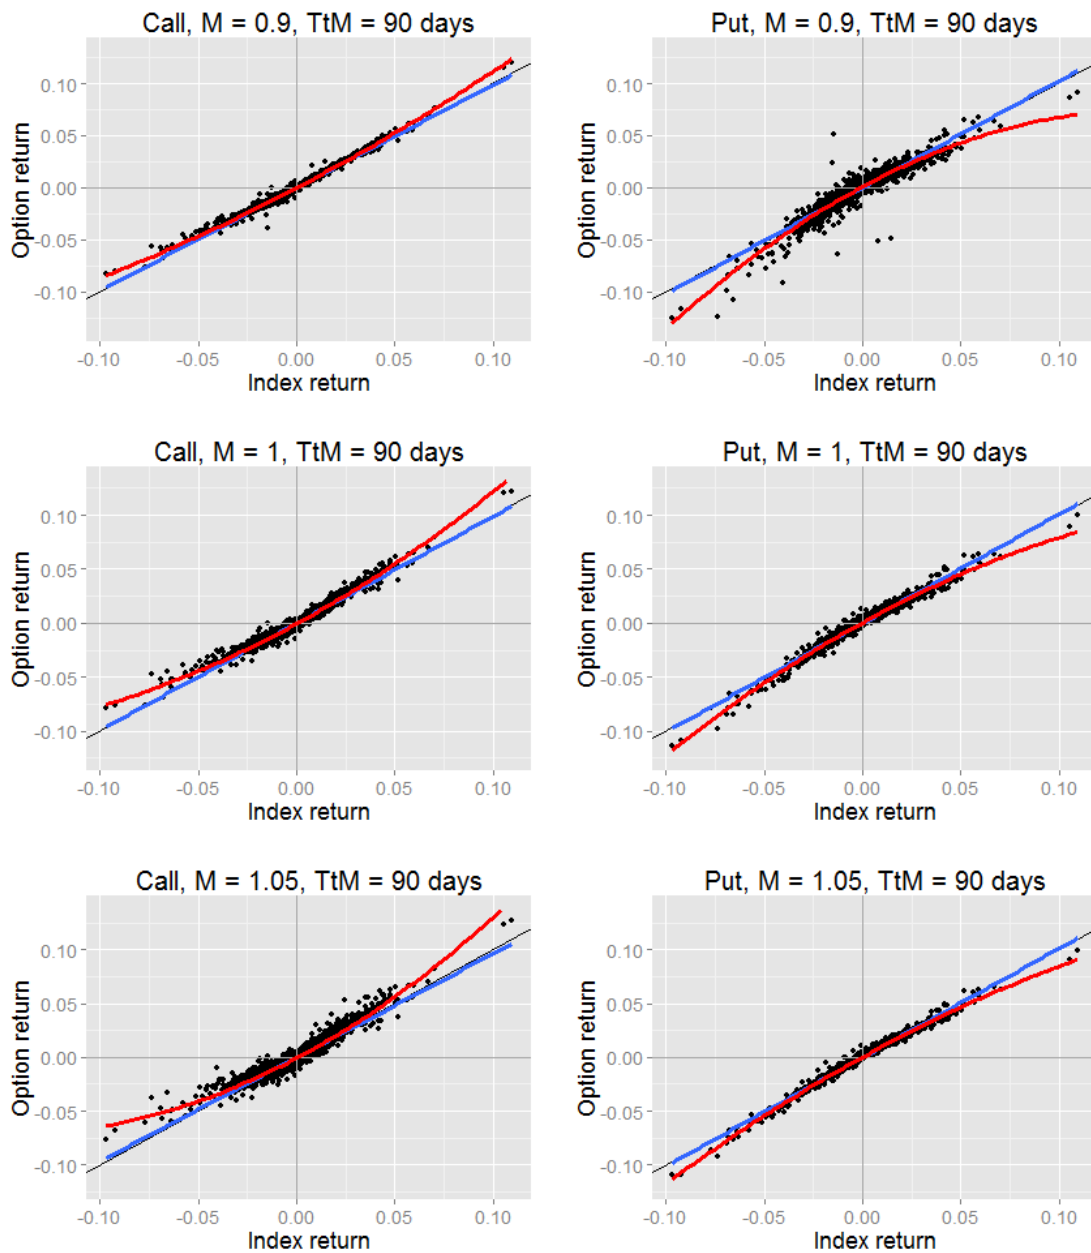 Call, M = 0.9, TtM = 90 days
Option return
0.10
0.05
0.00
-0.05
-0.10
-0.10 -0.05 0.00 0.05 0.10
Index return
Put, M = 0.9, TtM = 90 days
Option return
0.10
0.05
0.00
-0.05
-0.10
-0.10 -0.05 0.00 0.05 0.10
Index return
Call, M = 1, TtM = 90 days
Option return
0.10
0.05
0.00
-0.05
-0.10
-0.10 -0.05 0.00 0.05 0.10
Index return
Put, M = 1, TtM = 90 days
Option return
0.10
0.05
0.00
-0.05
-0.10
-0.10 -0.05 0.00 0.05 0.10
Index return
Call, M = 1.05, TtM = 90 days
Option return
0.10
0.05
0.00
-0.05
-0.10
-0.10 -0.05 0.00 0.05 0.10
Index return
Put, M = 1.05, TtM = 90 days
Option return
0.10
0.05
0.00
-0.05
-0.10
-0.10 -0.05 0.00 0.05 0.10
Index return